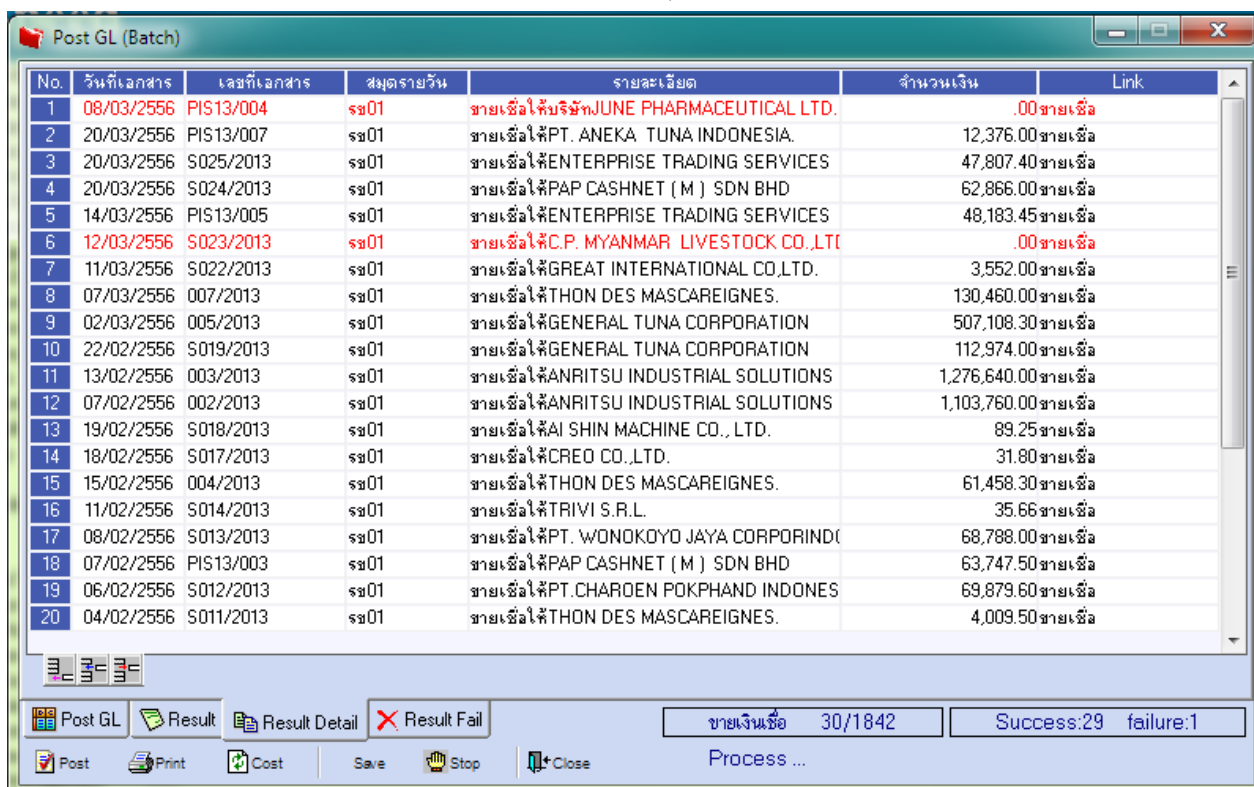 Post GL (Batch)
No. วันที่เอกสาร เลขที่เอกสาร สมุดรายวัน รายละเอียด จำนวนเงิน Link
1 08/03/2556 PIS13/004 รข01 ขายเชื่อให้บริษัทJUNE PHARMACEUTICAL LTD. .00 ขายเชื่อ
2 20/03/2556 PIS13/007 รข01 ขายเชื่อให้PT. ANEKA TUNA INDONESIA. 12,376.00 ขายเชื่อ
3 20/03/2556 S025/2013 รข01 ขายเชื่อให้ENTERPRISE TRADING SERVICES 47,807.40 ขายเชื่อ
4 20/03/2556 S024/2013 รข01 ขายเชื่อให้PAP CASHNET ( M ) SDN BHD 62,866.00 ขายเชื่อ
5 14/03/2556 PIS13/005 รข01 ขายเชื่อให้ENTERPRISE TRADING SERVICES 48,183.45 ขายเชื่อ
6 12/03/2556 S023/2013 รข01 ขายเชื่อให้C.P. MYANMAR LIVESTOCK CO.,LTD .00 ขายเชื่อ
7 11/03/2556 S022/2013 รข01 ขายเชื่อให้GREAT INTERNATIONAL CO,LTD. 3,552.00 ขายเชื่อ
8 07/03/2556 007/2013 รข01 ขายเชื่อให้THON DES MASCAREIGNES. 130,460.00 ขายเชื่อ
9 02/03/2556 005/2013 รข01 ขายเชื่อให้GENERAL TUNA CORPORATION 507,108.30 ขายเชื่อ
10 22/02/2556 S019/2013 รข01 ขายเชื่อให้GENERAL TUNA CORPORATION 112,974.00 ขายเชื่อ
11 13/02/2556 003/2013 รข01 ขายเชื่อให้ANRITSU INDUSTRIAL SOLUTIONS 1,276,640.00 ขายเชื่อ
12 07/02/2556 002/2013 รข01 ขายเชื่อให้ANRITSU INDUSTRIAL SOLUTIONS 1,103,760.00 ขายเชื่อ
13 19/02/2556 S018/2013 รข01 ขายเชื่อให้AI SHIN MACHINE CO., LTD. 89.25 ขายเชื่อ
14 18/02/2556 S017/2013 รข01 ขายเชื่อให้CREO CO.,LTD. 31.80 ขายเชื่อ
15 15/02/2556 004/2013 รข01 ขายเชื่อให้THON DES MASCAREIGNES. 61,458.30 ขายเชื่อ
16 11/02/2556 S014/2013 รข01 ขายเชื่อให้TRIVI S.R.L. 35.66 ขายเชื่อ
17 08/02/2556 S013/2013 รข01 ขายเชื่อให้PT. WONOKOYO JAYA CORPORINDO 68,788.00 ขายเชื่อ
18 07/02/2556 PIS13/003 รข01 ขายเชื่อให้PAP CASHNET ( M ) SDN BHD 63,747.50 ขายเชื่อ
19 06/02/2556 S012/2013 รข01 ขายเชื่อให้PT.CHAROEN POKPHAND INDONES 69,879.60 ขายเชื่อ
20 04/02/2556 S011/2013 รข01 ขายเชื่อให้THON DES MASCAREIGNES. 4,009.50 ขายเชื่อ
Post GL Result Result Detail Result Fail ขายเงินเชื่อ 30/1842 Success:29 failure:1
Post Print Cost Save Stop Close Process ...